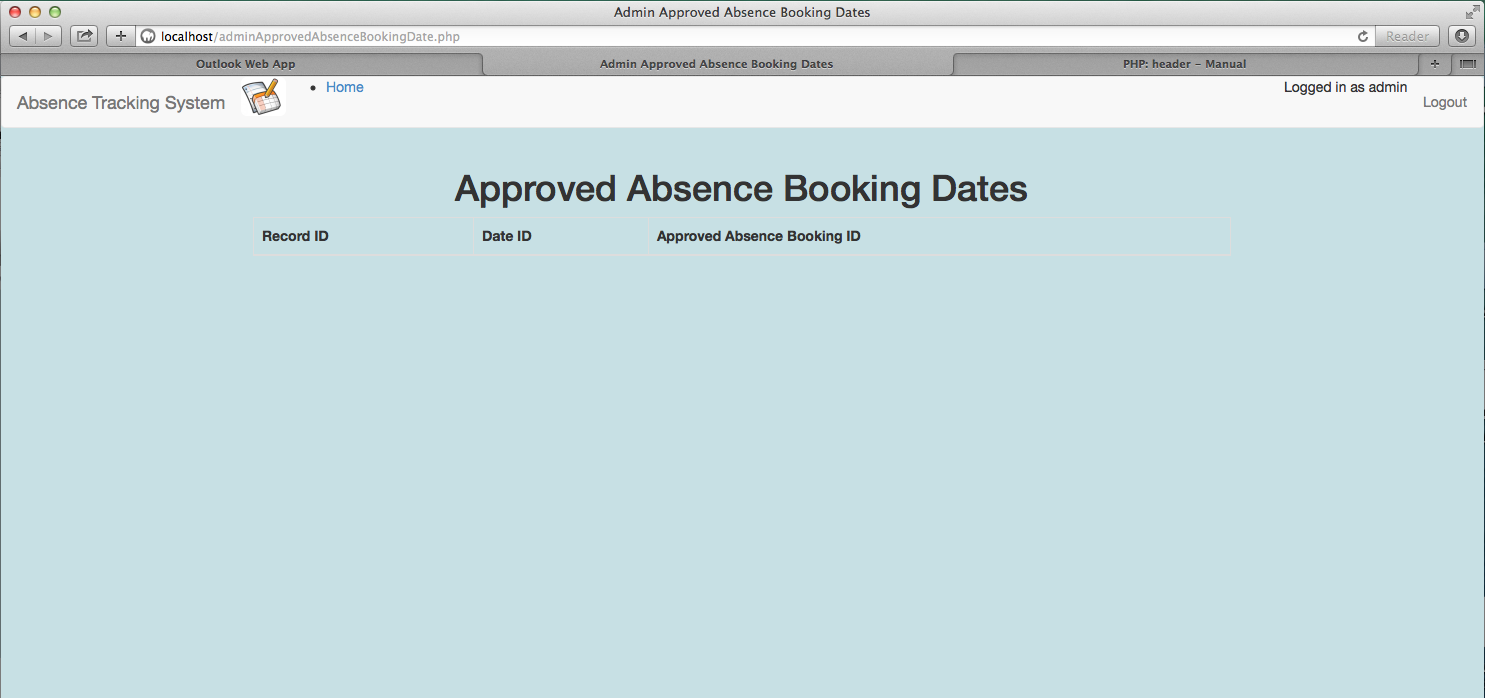 Admin Approved Absence Booking Dates
localhost/adminApprovedAbsenceBookingDate.php
Reader
Outlook Web App
Admin Approved Absence Booking Dates
PHP: header – Manual
Absence Tracking System
• Home
Logged in as admin
Logout
Approved Absence Booking Dates
Record ID Date ID Approved Absence Booking ID